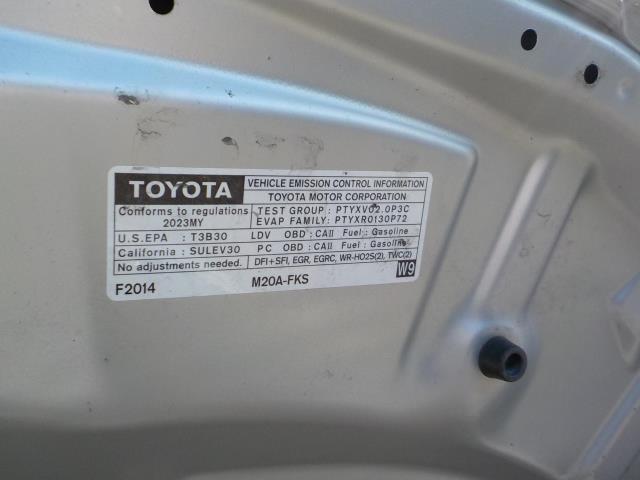 TOYOTA
VEHICLE EMISSION CONTROL INFORMATION
TOYOTA MOTOR CORPORATION
Conforms to regulations
2023MY
TEST GROUP : PTYXV02.0P3C
EVAP FAMILY: PTYXR0130P72
U.S.EPA : T3B30 LDV OBD : CAII Fuel : Gasoline
California : SULEV30 PC OBD : CAII Fuel : Gasoline
No adjustments needed. DFI+SFI, EGR, EGRC, WR-HO2S(2), TWC(2)
F2014 M20A-FKS W9